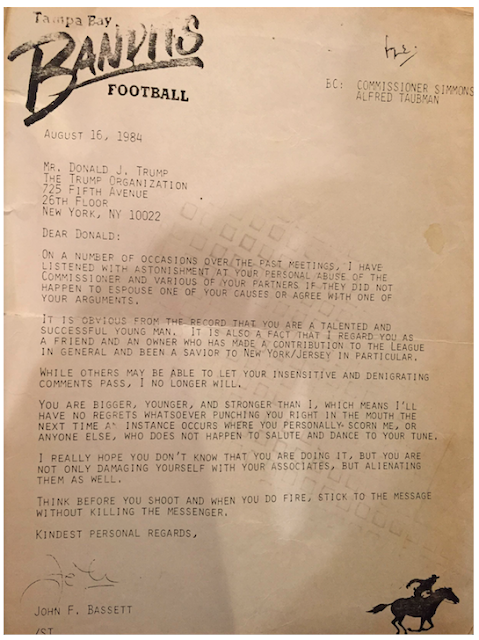 Tampa Bay
BANDITS
FOOTBALL
BC: COMMISSIONER SIMMONS
ALFRED TAUBMAN
AUGUST 16, 1984
MR. DONALD J. TRUMP
THE TRUMP ORGANIZATION
725 FIFTH AVENUE
26TH FLOOR
NEW YORK, NY 10022
DEAR DONALD:
ON A NUMBER OF OCCASIONS OVER THE PAST MEETINGS, I HAVE
LISTENED WITH ASTONISHMENT AT YOUR PERSONAL ABUSE OF THE
COMMISSIONER AND VARIOUS OF YOUR PARTNERS IF THEY DID NOT
HAPPEN TO ESPOUSE ONE OF YOUR CAUSES OR AGREE WITH ONE OF
YOUR ARGUMENTS.
IT IS OBVIOUS FROM THE RECORD THAT YOU ARE A TALENTED AND
SUCCESSFUL YOUNG MAN. IT IS ALSO A FACT THAT I REGARD YOU AS
A FRIEND AND AN OWNER WHO HAS MADE A CONTRIBUTION TO THE LEAGUE
IN GENERAL AND BEEN A SAVIOR TO NEW YORK/JERSEY IN PARTICULAR.
WHILE OTHERS MAY BE ABLE TO LET YOUR INSENSITIVE AND DENIGRATING
COMMENTS PASS, I NO LONGER WILL.
YOU ARE BIGGER, YOUNGER, AND STRONGER THAN I, WHICH MEANS I'LL
HAVE NO REGRETS WHATSOEVER PUNCHING YOU RIGHT IN THE MOUTH THE
NEXT TIME AN INSTANCE OCCURS WHERE YOU PERSONALLY SCORN ME, OR
ANYONE ELSE, WHO DOES NOT HAPPEN TO SALUTE AND DANCE TO YOUR TUNE.
I REALLY HOPE YOU DON'T KNOW THAT YOU ARE DOING IT, BUT YOU ARE
NOT ONLY DAMAGING YOURSELF WITH YOUR ASSOCIATES, BUT ALIENATING
THEM AS WELL.
THINK BEFORE YOU SHOOT AND WHEN YOU DO FIRE, STICK TO THE MESSAGE
WITHOUT KILLING THE MESSENGER.
KINDEST PERSONAL REGARDS,
JOHN F. BASSETT
/ST